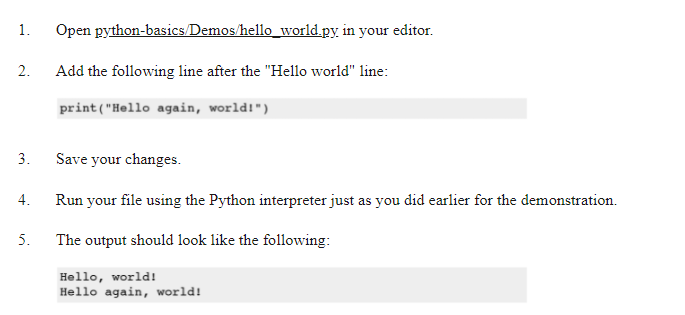 1. Open python-basics/Demos/hello_world.py in your editor.
2. Add the following line after the "Hello world" line:
print("Hello again, world!")
3. Save your changes.
4. Run your file using the Python interpreter just as you did earlier for the demonstration.
5. The output should look like the following:
Hello, world!
Hello again, world!